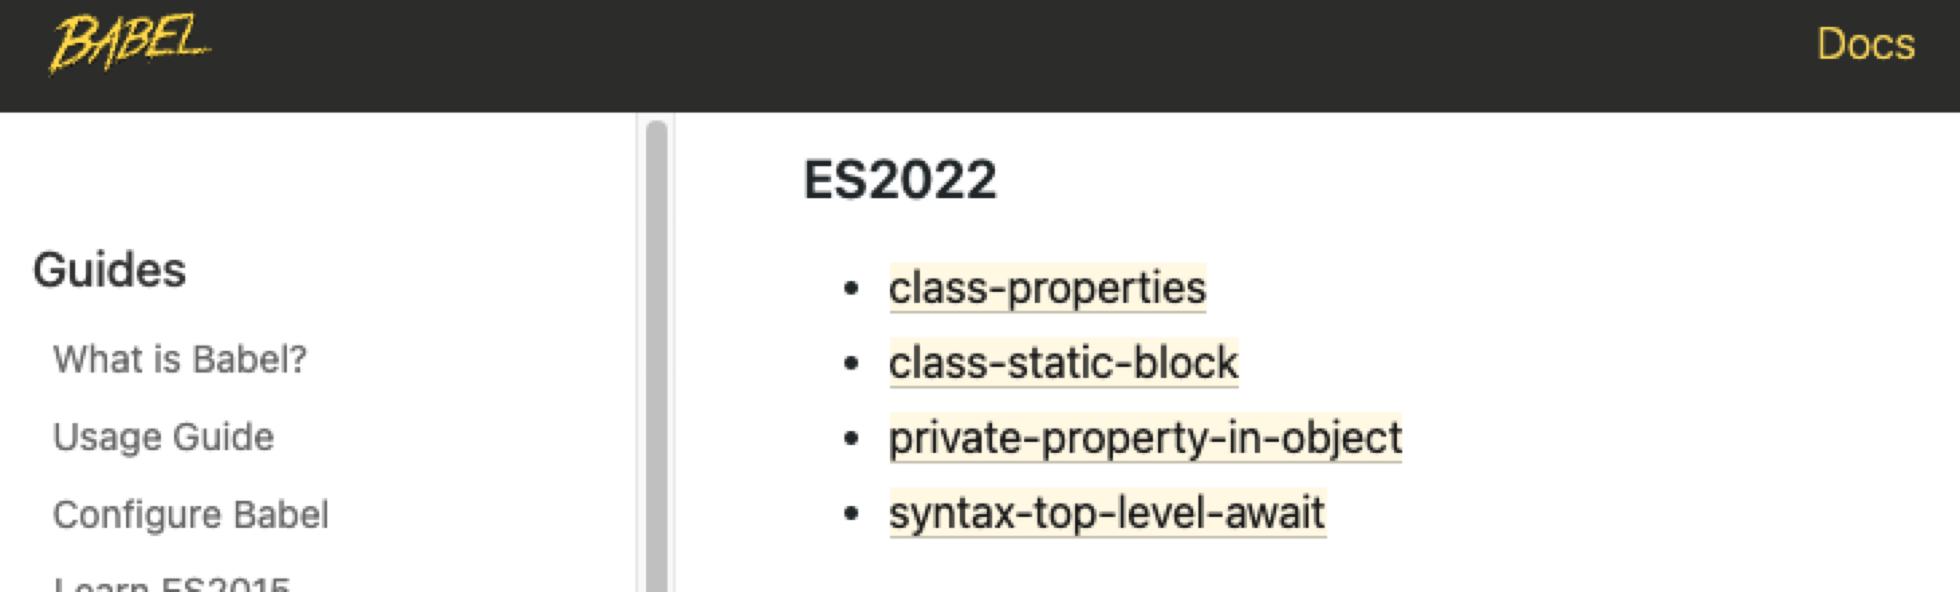 BABEL
Docs
Guides
What is Babel?
Usage Guide
Configure Babel
Learn ES2015
ES2022
class-properties
class-static-block
private-property-in-object
syntax-top-level-await